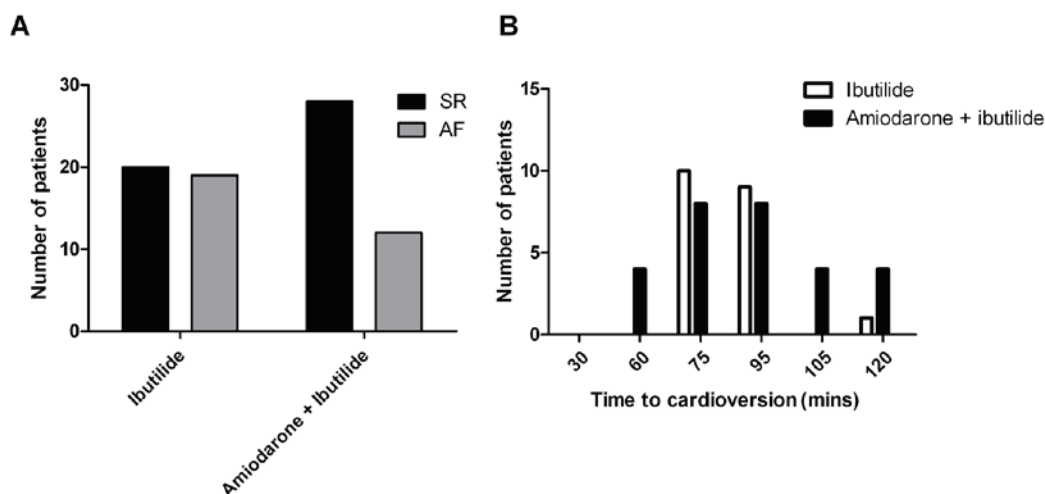 A
30
20
10
0
Number of patients
SR
AF
Ibutilide
Amiodarone + Ibutilide
B
15
10
5
0
Number of patients
Ibutilide
Amiodarone + ibutilide
30
60
75
95
105
120
Time to cardioversion (mins)